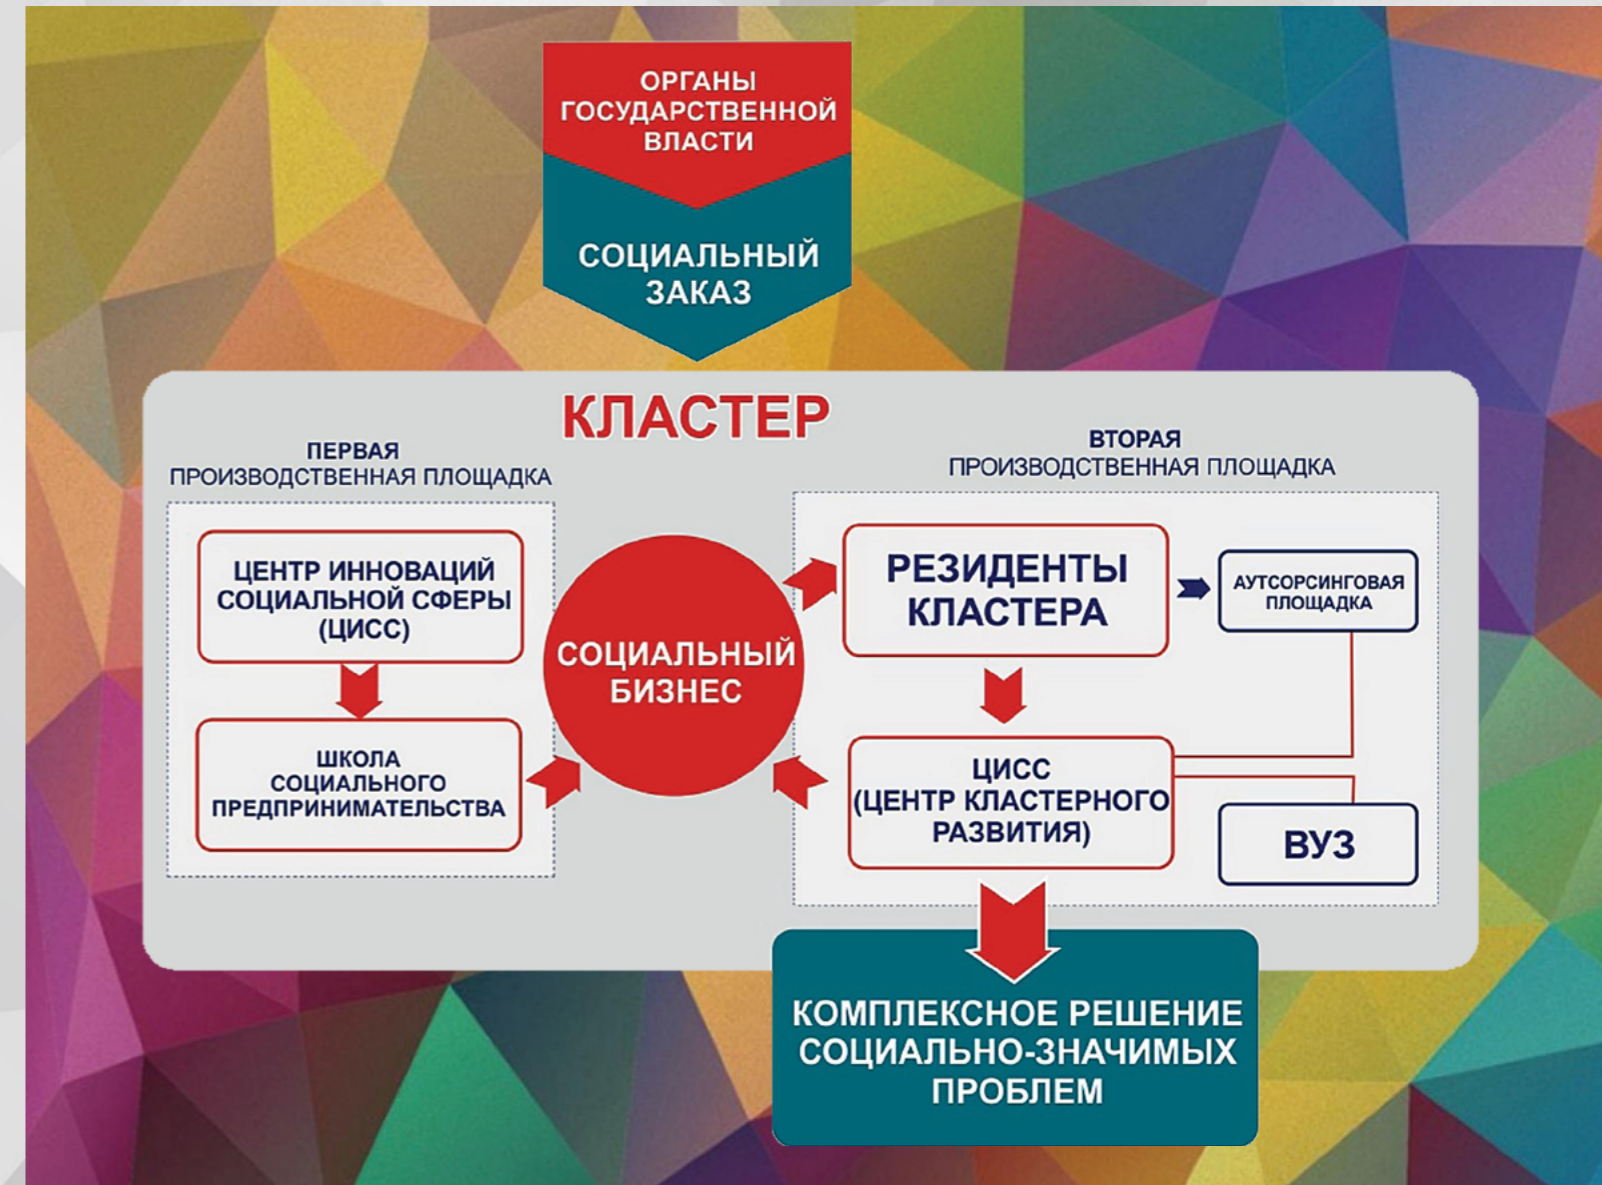 ОРГАНЫ
ГОСУДАРСТВЕННОЙ
ВЛАСТИ
СОЦИАЛЬНЫЙ
ЗАКАЗ
КЛАСТЕР
ПЕРВАЯ
ПРОИЗВОДСТВЕННАЯ ПЛОЩАДКА
ЦЕНТР ИННОВАЦИЙ
СОЦИАЛЬНОЙ СФЕРЫ
(ЦИСС)
ШКОЛА
СОЦИАЛЬНОГО
ПРЕДПРИНИМАТЕЛЬСТВА
СОЦИАЛЬНЫЙ
БИЗНЕС
ВТОРАЯ
ПРОИЗВОДСТВЕННАЯ ПЛОЩАДКА
РЕЗИДЕНТЫ
КЛАСТЕРА
АУТСОРСИНГОВАЯ
ПЛОЩАДКА
ЦИСС
(ЦЕНТР КЛАСТЕРНОГО
РАЗВИТИЯ)
ВУЗ
КОМПЛЕКСНОЕ РЕШЕНИЕ
СОЦИАЛЬНО-ЗНАЧИМЫХ
ПРОБЛЕМ